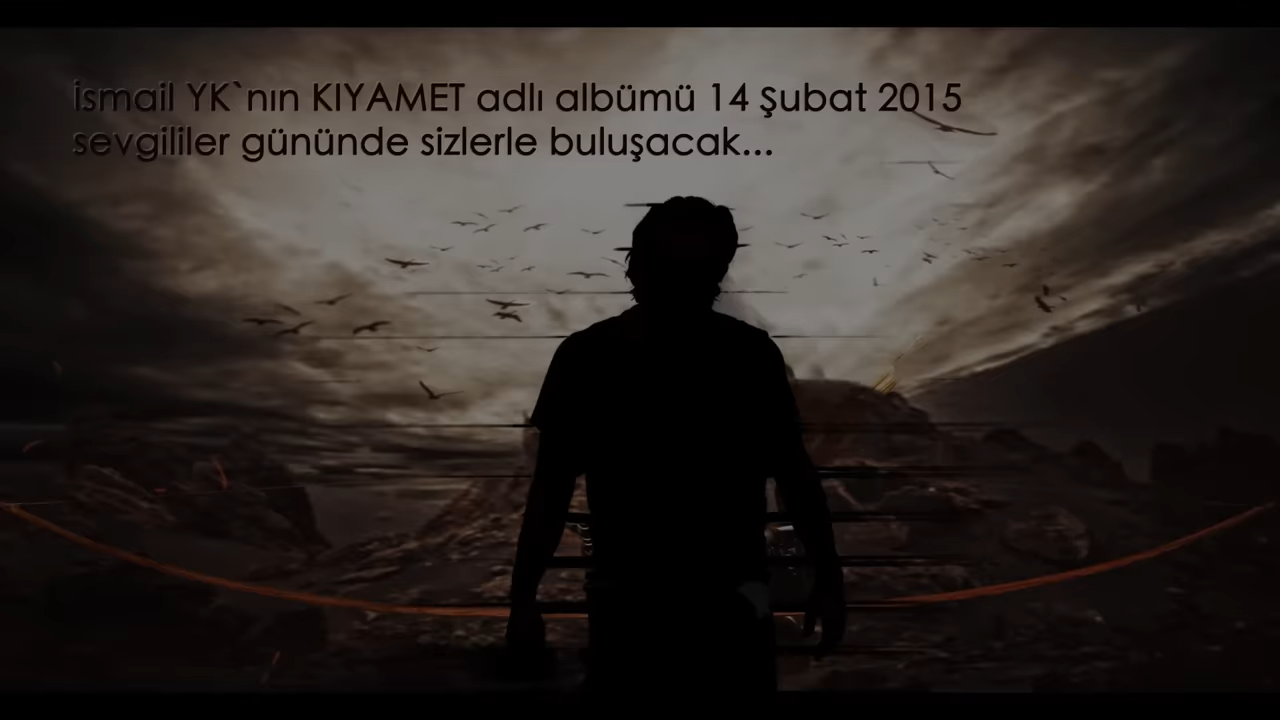 İsmail YK`nın KIYAMET adlı albümü 14 Şubat 2015
sevgililer gününde sizlerle buluşacak...